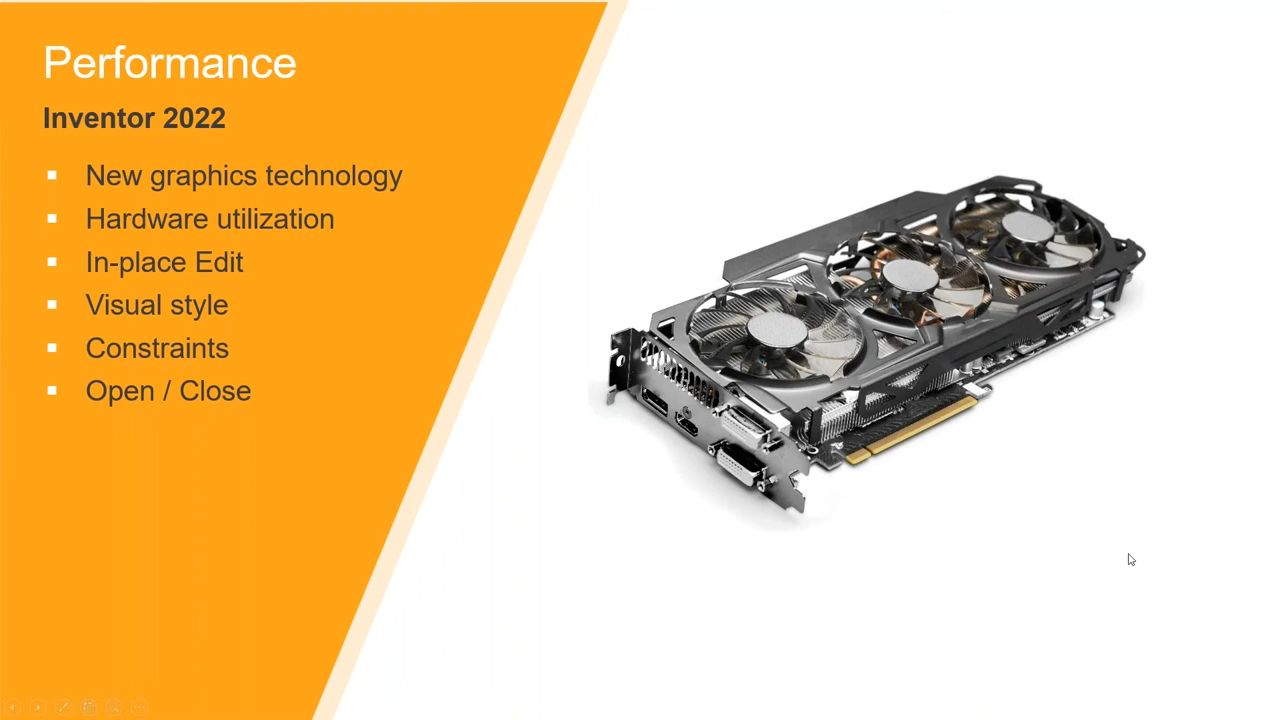 Performance
Inventor 2022
▪ New graphics technology
▪ Hardware utilization
▪ In-place Edit
▪ Visual style
▪ Constraints
▪ Open / Close